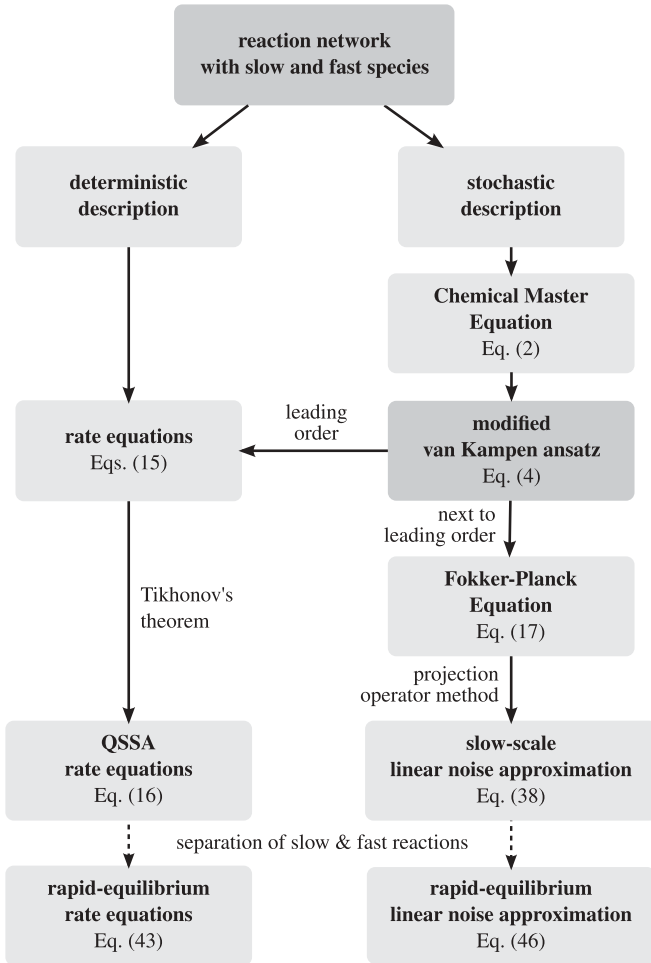 reaction network
with slow and fast species
deterministic
description
stochastic
description
Chemical Master
Equation
Eq. (2)
leading
order
rate equations
Eqs. (15)
modified
van Kampen ansatz
Eq. (4)
next to
leading order
Fokker-Planck
Equation
Eq. (17)
Tikhonov's
theorem
projection
operator method
QSSA
rate equations
Eq. (16)
slow-scale
linear noise approximation
Eq. (38)
separation of slow & fast reactions
rapid-equilibrium
rate equations
Eq. (43)
rapid-equilibrium
linear noise approximation
Eq. (46)